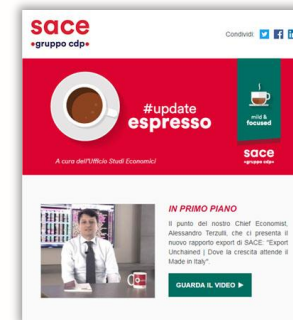 sace
•gruppo cdp•
Condividi:
#update
espresso
A cura dell'Ufficio Studi Economici
mild &
focused
sace
•gruppo cdp•
IN PRIMO PIANO
Il punto del nostro Chief Economist,
Alessandro Terzulli, che ci presenta il
nuovo rapporto export di SACE: "Export
Unchained | Dove la crescita attende il
Made in Italy".
GUARDA IL VIDEO ▶